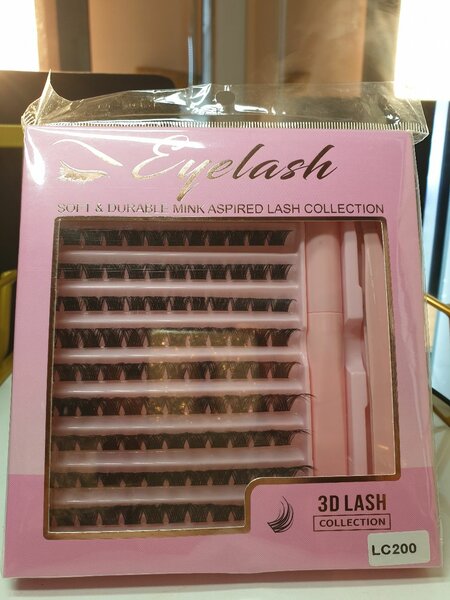 Eyelash
SOFT & DURABLE MINK ASPIRED LASH COLLECTION
3D LASH
COLLECTION
LC200